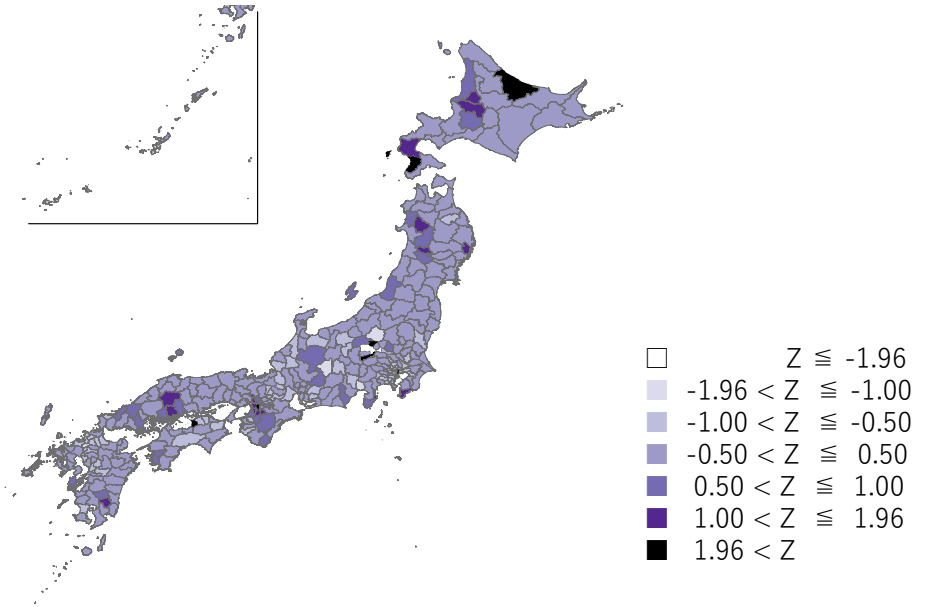 Z ≦ -1.96
-1.96 < Z ≦ -1.00
-1.00 < Z ≦ -0.50
-0.50 < Z ≦ 0.50
0.50 < Z ≦ 1.00
1.00 < Z ≦ 1.96
1.96 < Z